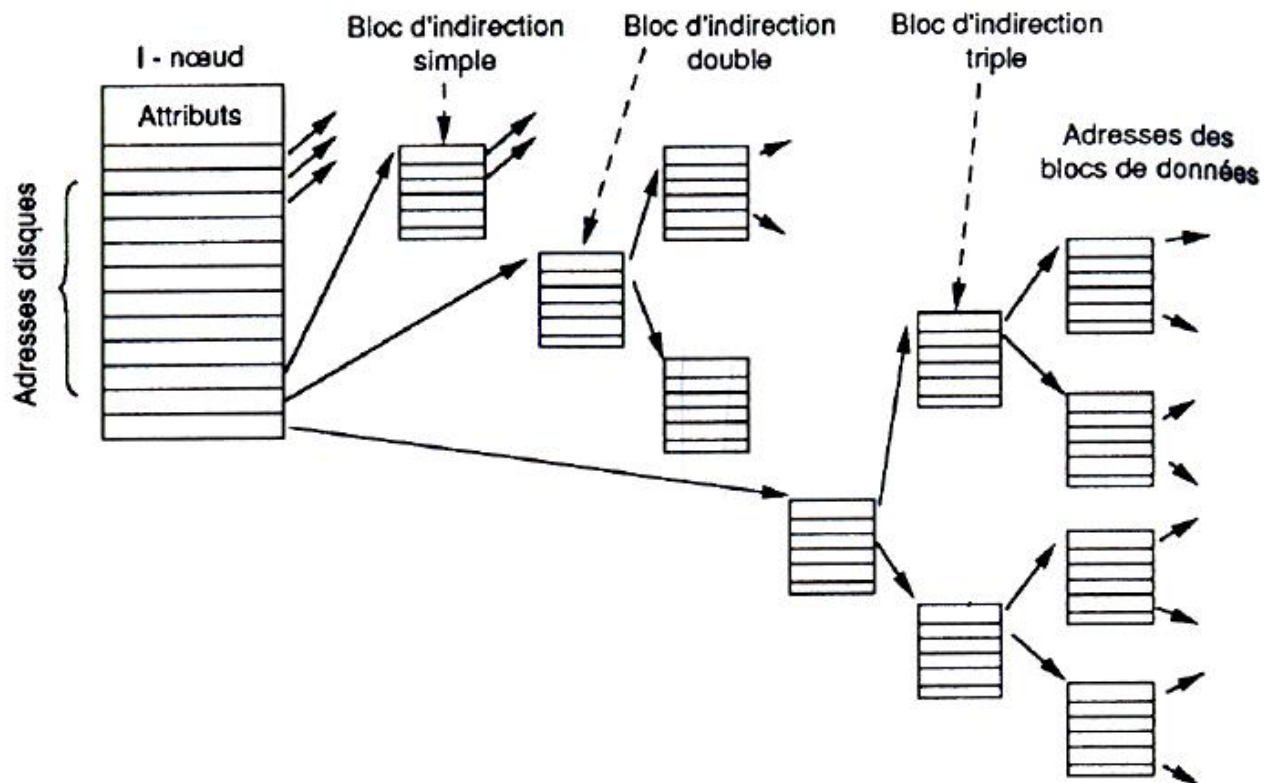 I - nœud
Bloc d'indirection
simple
Bloc d'indirection
double
Bloc d'indirection
triple
Attributs
Adresses disques
Adresses des
blocs de données